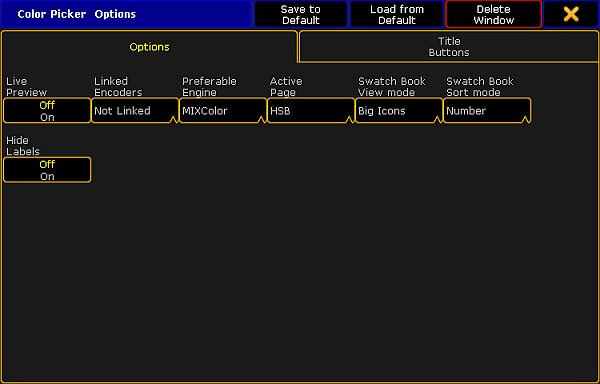 Color Picker Options
Save to
Default
Load from
Default
Delete
Window
Options
Title
Buttons
Live
Preview
Linked
Encoders
Preferable
Engine
Active
Page
Swatch Book
View mode
Swatch Book
Sort mode
Off
On
Not Linked
MIXColor
HSB
Big Icons
Number
Hide
Labels
Off
On